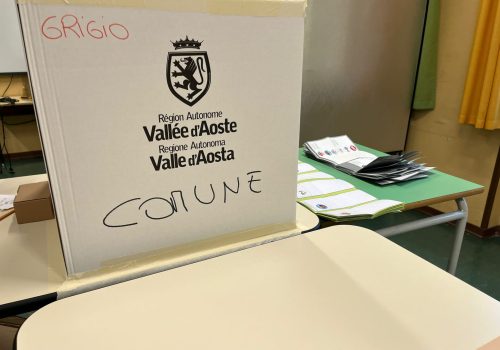 GRIGIO
Région Autonome
Vallée d'Aoste
Regione Autonoma
Valle d'Aosta
COMUNE